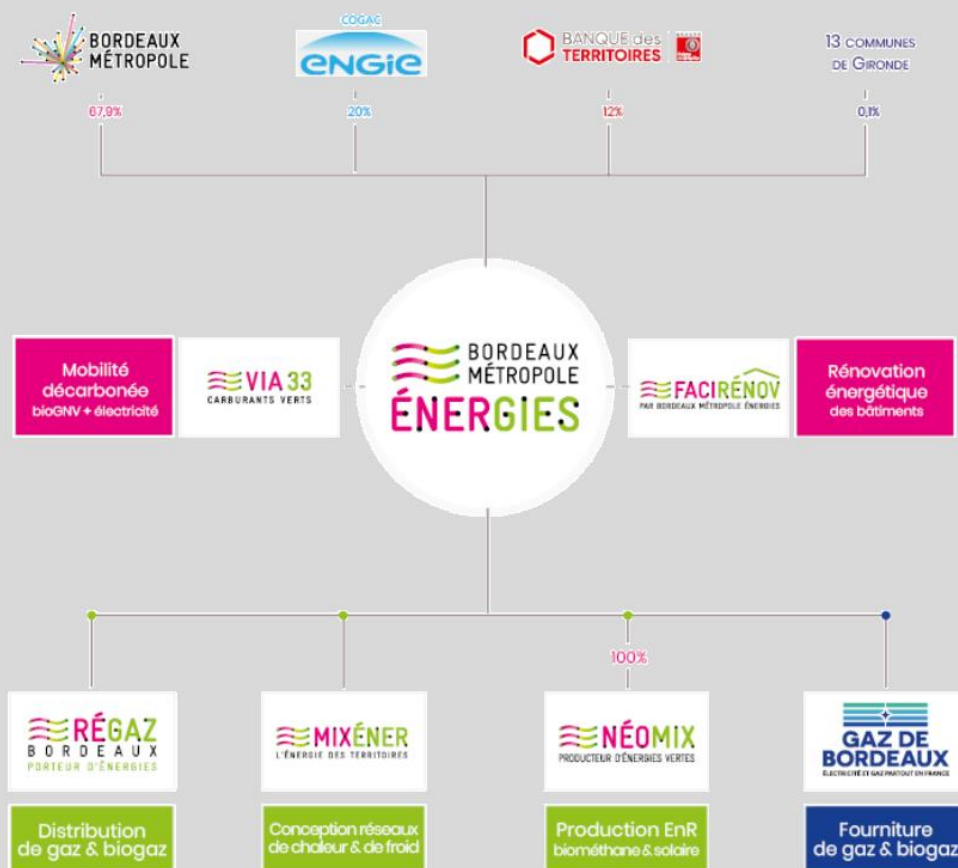 BORDEAUX
MÉTROPOLE
COGAC
ENGIE
BANQUE des
TERRITOIRES
13 COMMUNES
DE GIRONDE
67,9%
20%
12%
0,1%
Mobilité
décarbonée
bioGNV + électricité
VIA 33
CARBURANTS VERTS
BORDEAUX
MÉTROPOLE
ÉNERGIES
FACIRÉNOV
PAR BORDEAUX MÉTROPOLE ÉNERGIES
Rénovation
énergétique
des bâtiments
100%
RÉGAZ
BORDEAUX
PORTEUR D'ÉNERGIES
MIXÉNER
L'ÉNERGIE DES TERRITOIRES
NÉOMIX
PRODUCTEUR D'ÉNERGIES VERTES
GAZ DE
BORDEAUX
ÉLECTRICITÉ ET GAZ PARTOUT EN FRANCE
Distribution
de gaz & biogaz
Conception réseaux
de chaleur & de froid
Production EnR
biométhane & solaire
Fourniture
de gaz & biogaz